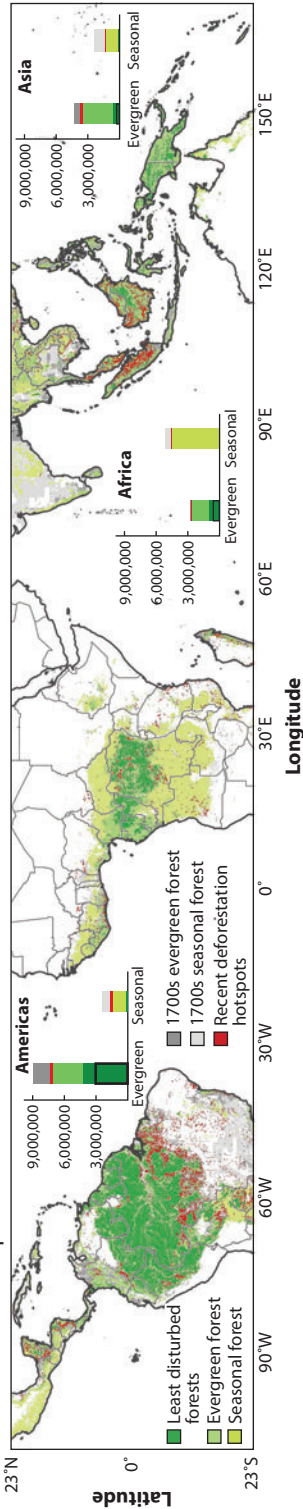 23°N
0°
23°S
Latitude
90°W
60°W
30°W
0°
30°E
60°E
90°E
120°E
150°E
Longitude
Least disturbed
forests
Evergreen forest
Seasonal forest
1700s evergreen forest
1700s seasonal forest
Recent deforestation
hotspots
Americas
9,000,000
6,000,000
3,000,000
Evergreen
Seasonal
Africa
9,000,000
6,000,000
3,000,000
Evergreen
Seasonal
Asia
9,000,000
6,000,000
3,000,000
Evergreen
Seasonal